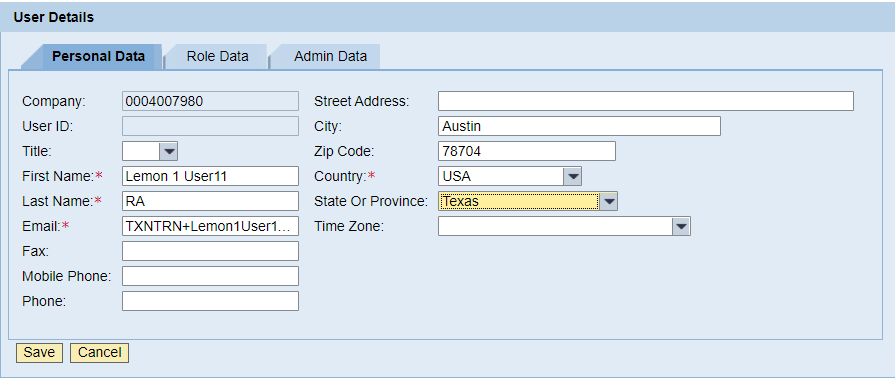 User Details
Personal Data Role Data Admin Data
Company: 0004007980 Street Address:
User ID: City: Austin
Title: Zip Code: 78704
First Name:* Lemon 1 User11 Country:* USA
Last Name:* RA State Or Province: Texas
Email:* TXNTRN+Lemon1User1... Time Zone:
Fax:
Mobile Phone:
Phone:
Save Cancel